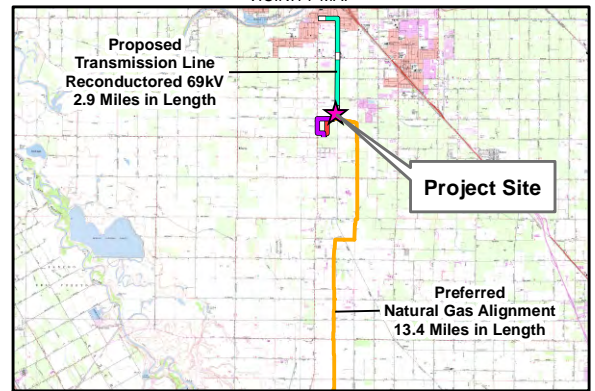 Proposed
Transmission Line
Reconductored 69kV
2.9 Miles in Length
Project Site
Preferred
Natural Gas Alignment
13.4 Miles in Length